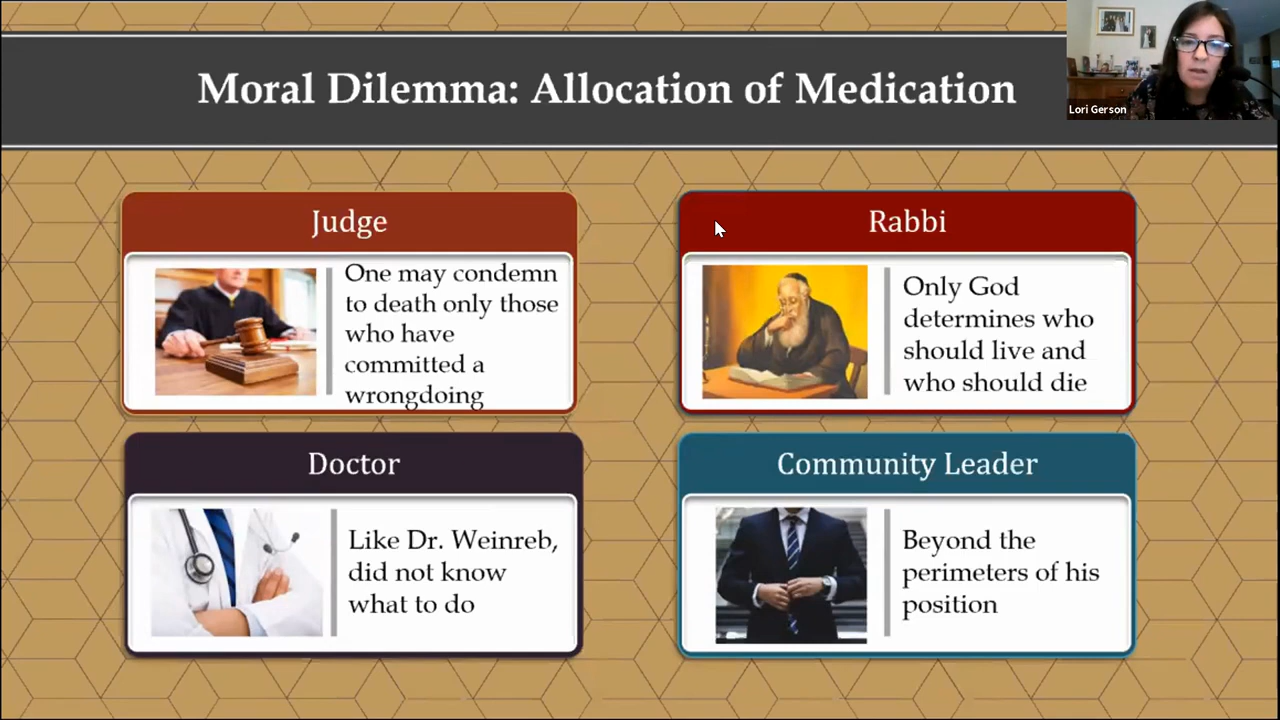 Moral Dilemma: Allocation of Medication
Lori Gerson
Judge
One may condemn
to death only those
who have
committed a
wrongdoing
Rabbi
Only God
determines who
should live and
who should die
Doctor
Like Dr. Weinreb,
did not know
what to do
Community Leader
Beyond the
perimeters of his
position